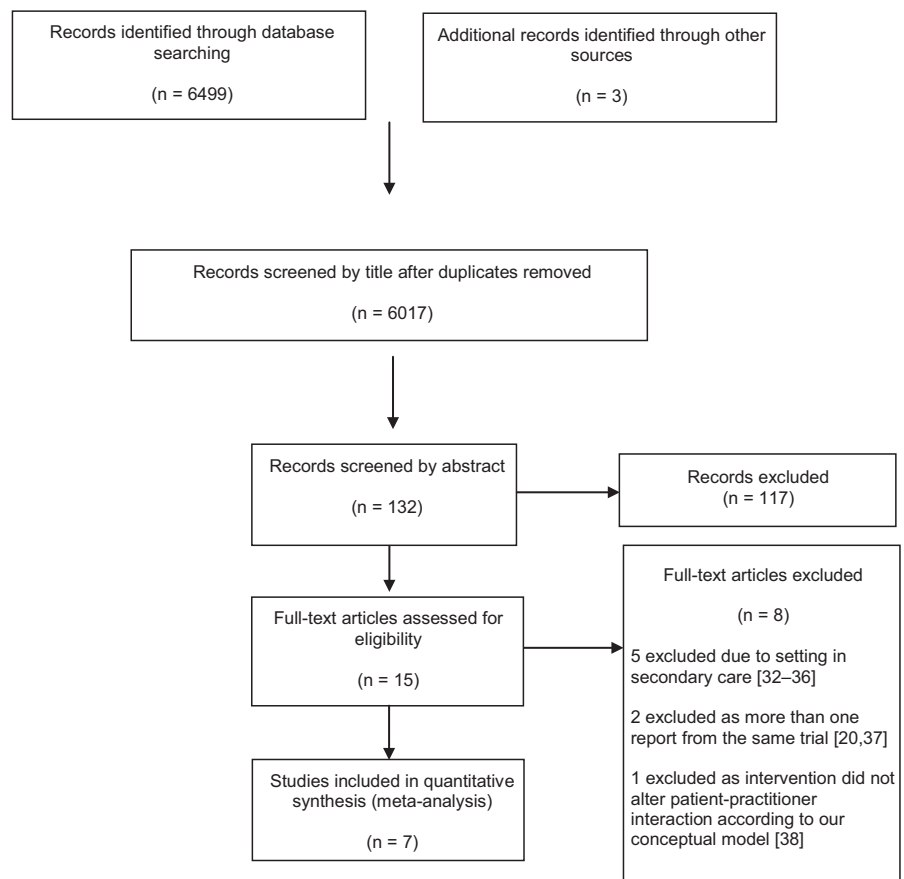 Records identified through database
searching
(n = 6499)
Additional records identified through other
sources
(n = 3)
Records screened by title after duplicates removed
(n = 6017)
Records screened by abstract
(n = 132)
Records excluded
(n = 117)
Full-text articles assessed for
eligibility
(n = 15)
Full-text articles excluded
(n = 8)
5 excluded due to setting in
secondary care [32–36]
2 excluded as more than one
report from the same trial [20,37]
1 excluded as intervention did not
alter patient-practitioner
interaction according to our
conceptual model [38]
Studies included in quantitative
synthesis (meta-analysis)
(n = 7)